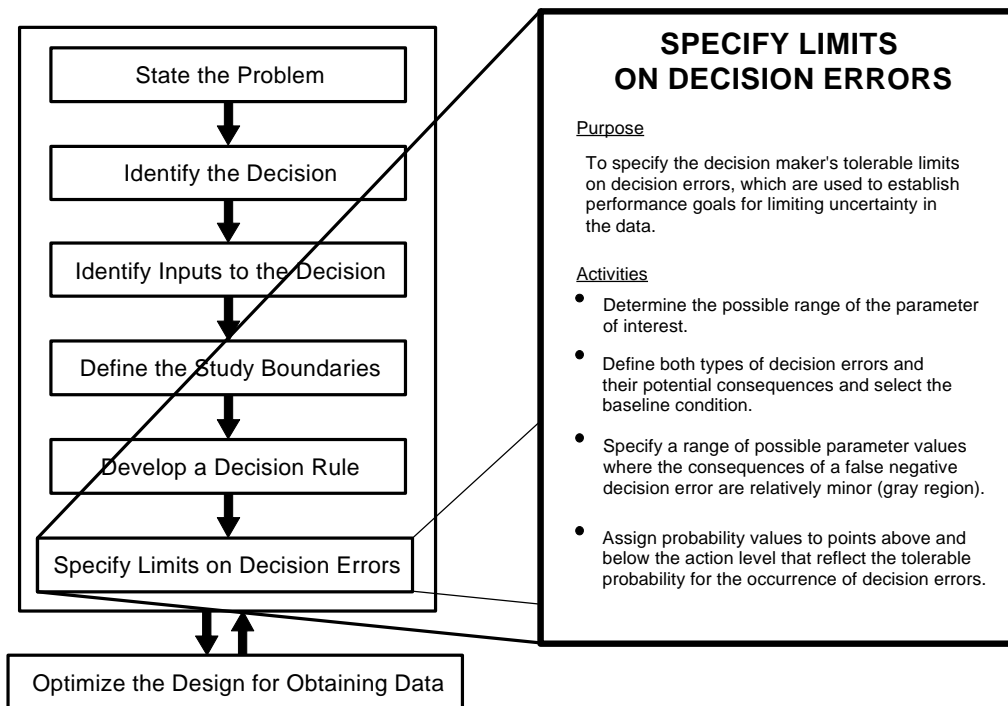 State the Problem
Identify the Decision
Identify Inputs to the Decision
Define the Study Boundaries
Develop a Decision Rule
Specify Limits on Decision Errors
Optimize the Design for Obtaining Data
SPECIFY LIMITS
ON DECISION ERRORS
Purpose
To specify the decision maker's tolerable limits
on decision errors, which are used to establish
performance goals for limiting uncertainty in
the data.
Activities
• Determine the possible range of the parameter
of interest.
• Define both types of decision errors and
their potential consequences and select the
baseline condition.
• Specify a range of possible parameter values
where the consequences of a false negative
decision error are relatively minor (gray region).
• Assign probability values to points above and
below the action level that reflect the tolerable
probability for the occurrence of decision errors.